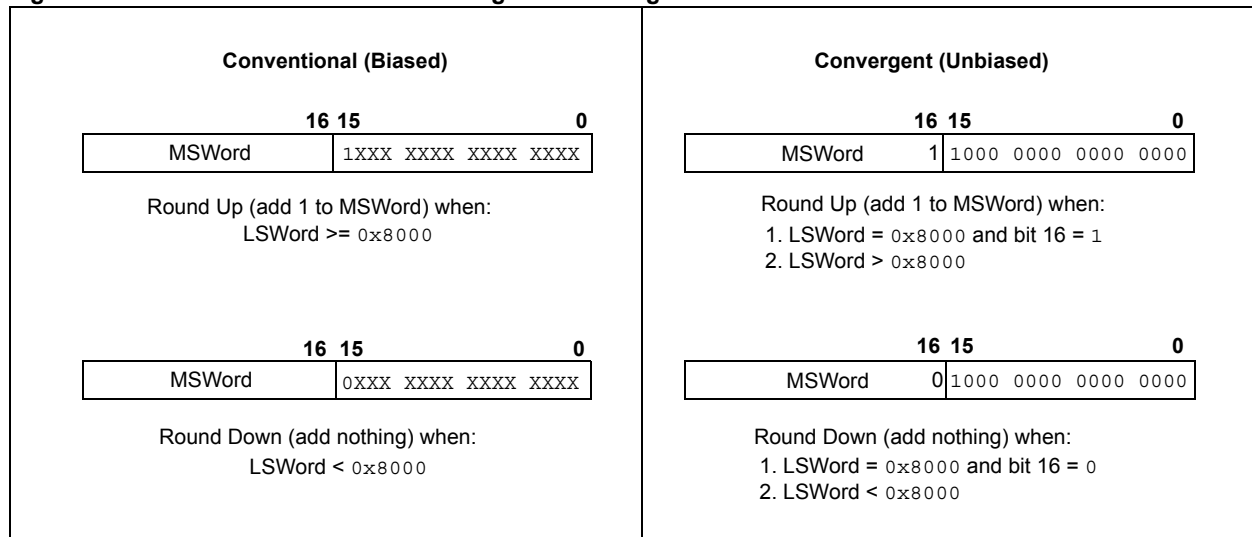 Conventional (Biased)
16 15 0
MSWord 1XXX XXXX XXXX XXXX
Round Up (add 1 to MSWord) when:
LSWord >= 0x8000
16 15 0
MSWord 0XXX XXXX XXXX XXXX
Round Down (add nothing) when:
LSWord < 0x8000
Convergent (Unbiased)
16 15 0
MSWord 1 1000 0000 0000 0000
Round Up (add 1 to MSWord) when:
1. LSWord = 0x8000 and bit 16 = 1
2. LSWord > 0x8000
16 15 0
MSWord 0 1000 0000 0000 0000
Round Down (add nothing) when:
1. LSWord = 0x8000 and bit 16 = 0
2. LSWord < 0x8000